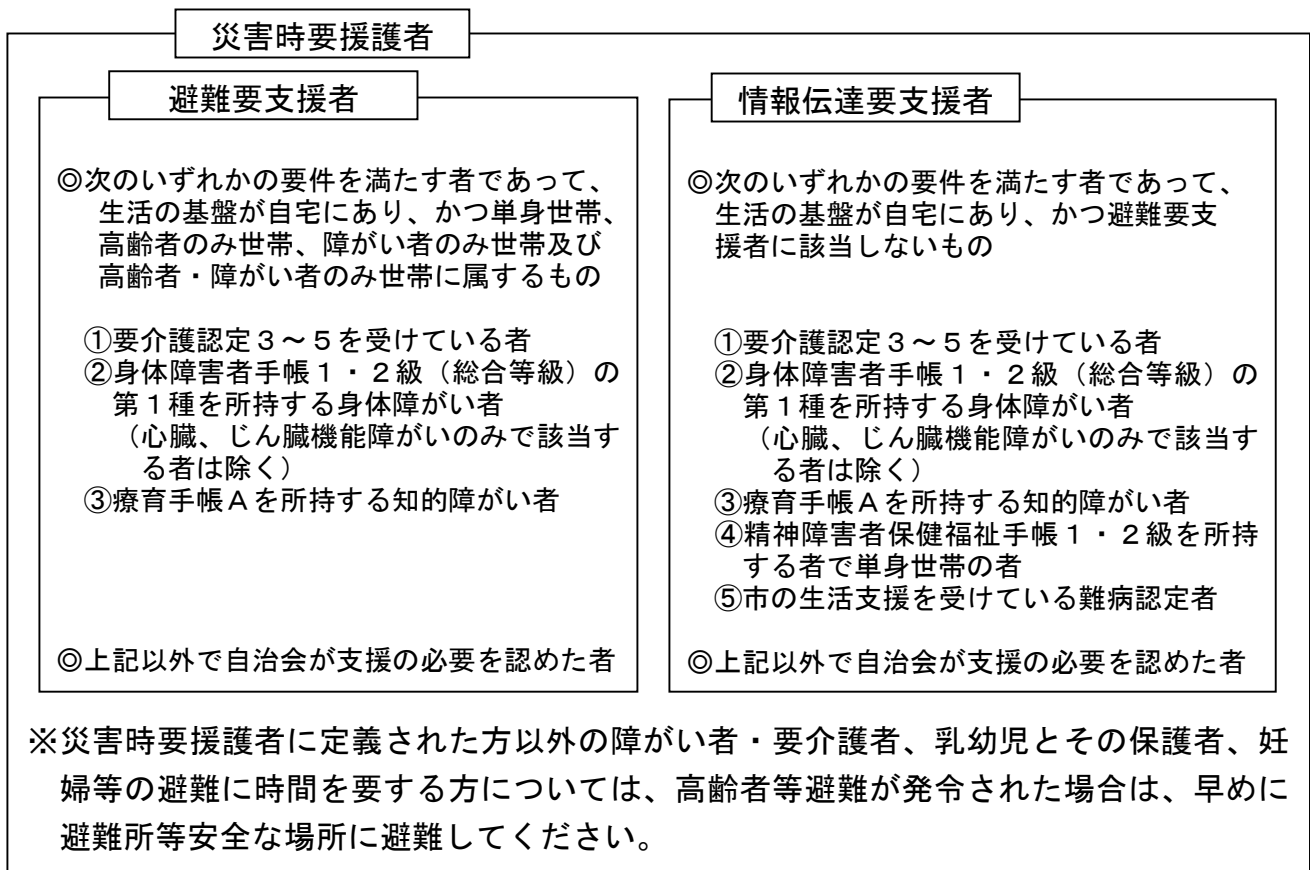 災害時要援護者
避難要支援者
◎次のいずれかの要件を満たす者であって、
生活の基盤が自宅にあり、かつ単身世帯、
高齢者のみ世帯、障がい者のみ世帯及び
高齢者・障がい者のみ世帯に属するもの
①要介護認定３～５を受けている者
②身体障害者手帳１・２級（総合等級）の
第１種を所持する身体障がい者
（心臓、じん臓機能障がいのみで該当す
る者は除く）
③療育手帳Ａを所持する知的障がい者
◎上記以外で自治会が支援の必要を認めた者
情報伝達要支援者
◎次のいずれかの要件を満たす者であって、
生活の基盤が自宅にあり、かつ避難要支
援者に該当しないもの
①要介護認定３～５を受けている者
②身体障害者手帳１・２級（総合等級）の
第１種を所持する身体障がい者
（心臓、じん臓機能障がいのみで該当す
る者は除く）
③療育手帳Ａを所持する知的障がい者
④精神障害者保健福祉手帳１・２級を所持
する者で単身世帯の者
⑤市の生活支援を受けている難病認定者
◎上記以外で自治会が支援の必要を認めた者
※災害時要援護者に定義された方以外の障がい者・要介護者、乳幼児とその保護者、妊
婦等の避難に時間を要する方については、高齢者等避難が発令された場合は、早めに
避難所等安全な場所に避難してください。